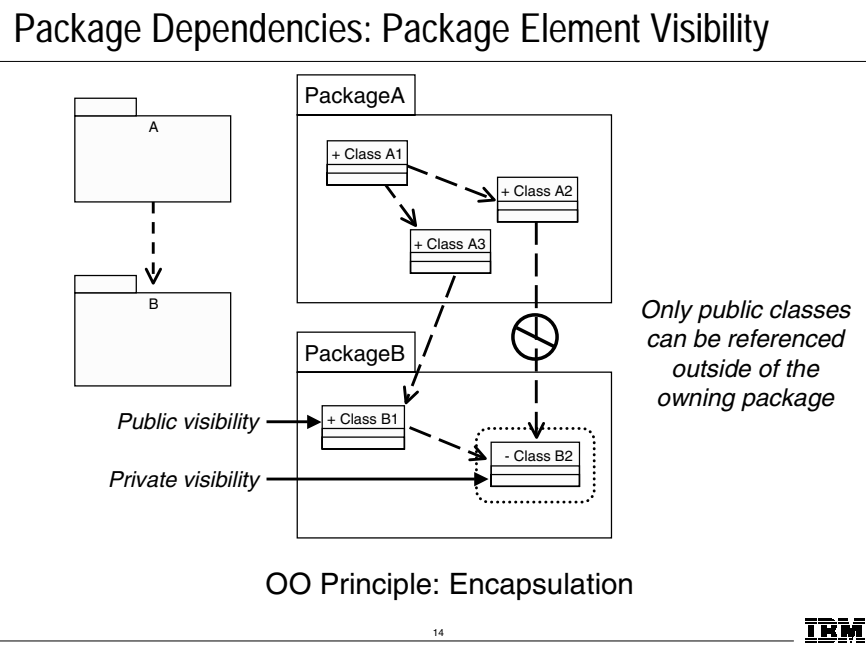 Package Dependencies: Package Element Visibility
A
B
PackageA
+ Class A1
+ Class A2
+ Class A3
PackageB
+ Class B1
- Class B2
Public visibility
Private visibility
Only public classes
can be referenced
outside of the
owning package
OO Principle: Encapsulation
14
IBM